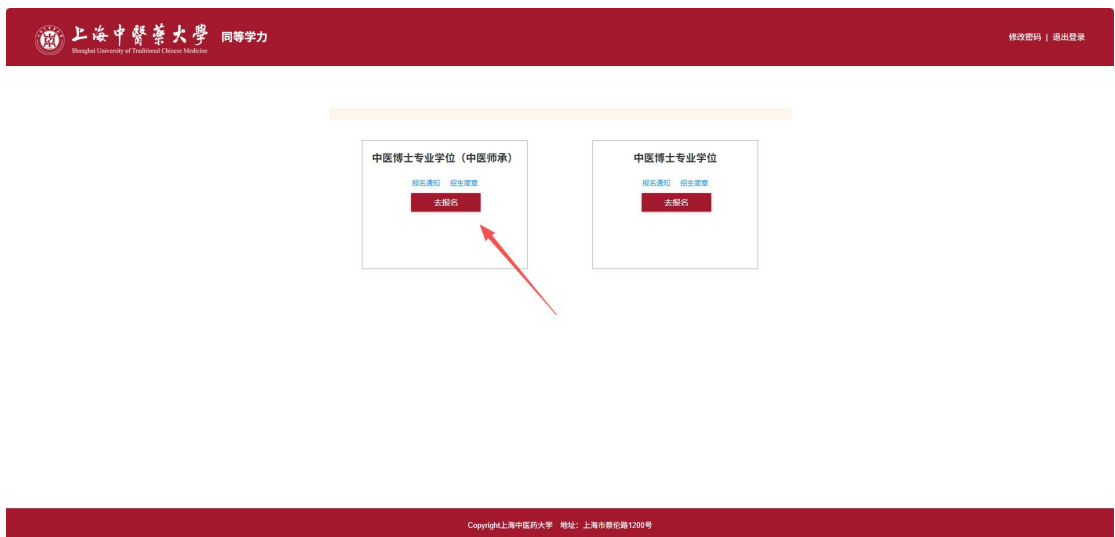 上海中醫藥大學 同等学力
Shanghai University of Traditional Chinese Medicine
修改密码 | 退出登录
中医博士专业学位（中医师承）
报名通知 招生简章
去报名
中医博士专业学位
报名通知 招生简章
去报名
Copyright上海中医药大学 地址：上海市蔡伦路1200号